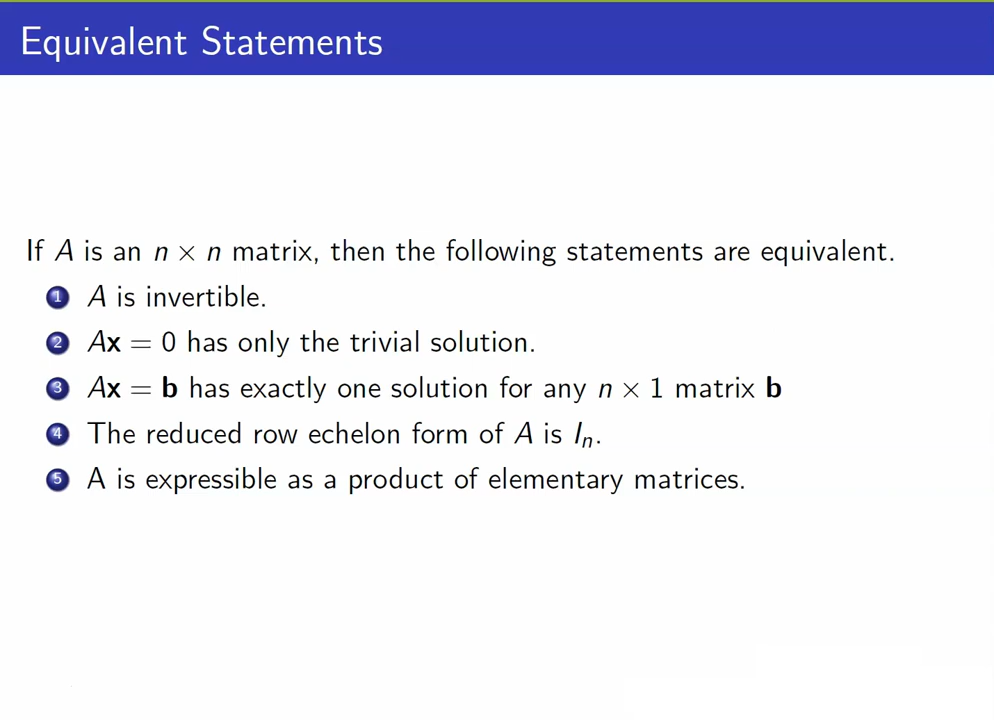 Equivalent Statements
If A is an n × n matrix, then the following statements are equivalent.
1 A is invertible.
2 Ax = 0 has only the trivial solution.
3 Ax = b has exactly one solution for any n × 1 matrix b
4 The reduced row echelon form of A is Iₙ.
5 A is expressible as a product of elementary matrices.